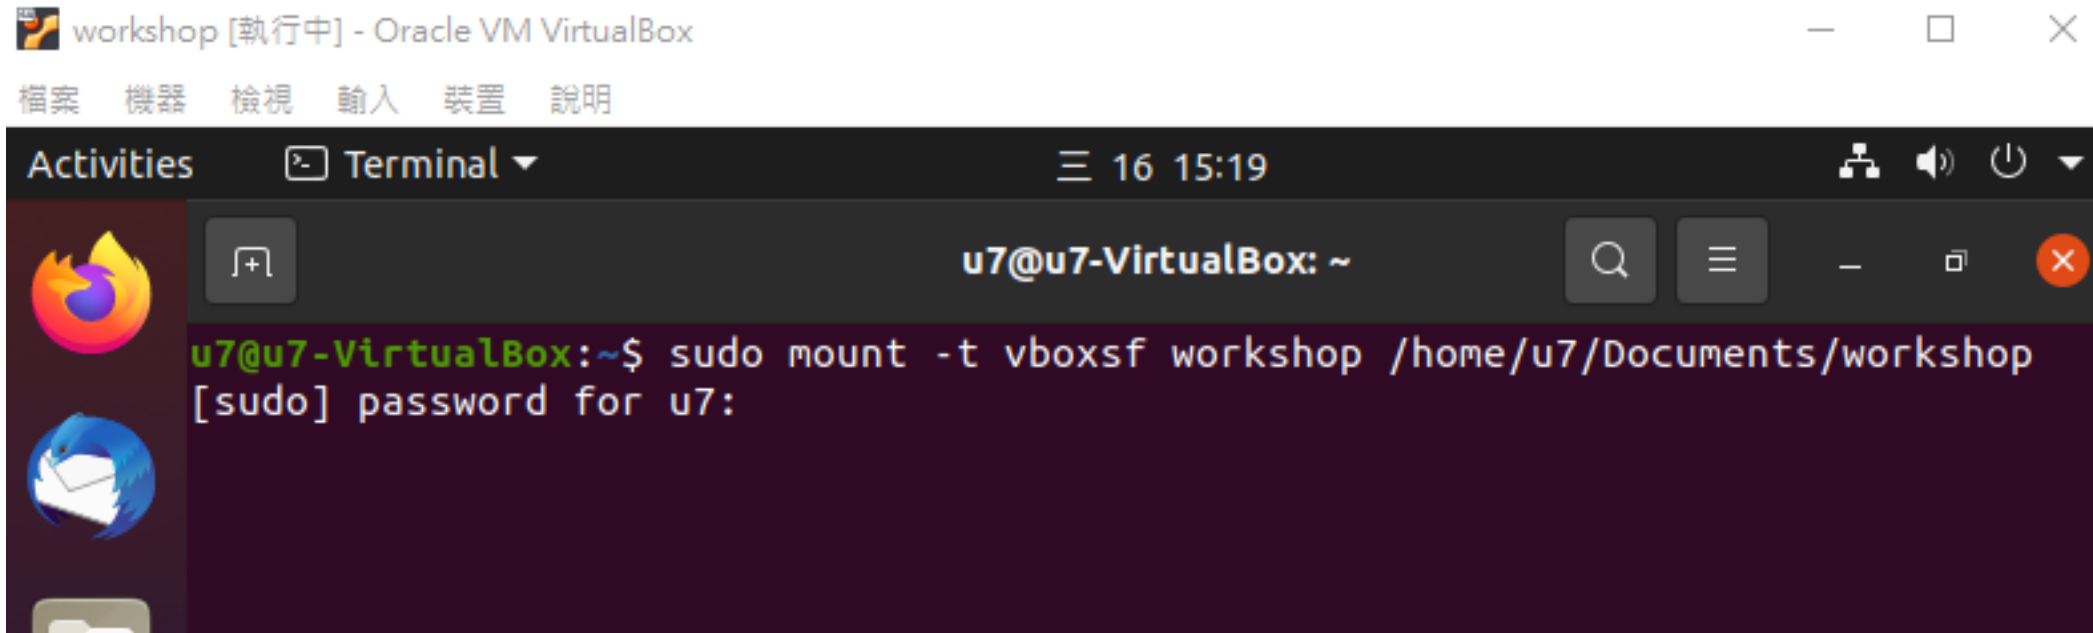 workshop [執行中] - Oracle VM VirtualBox
檔案 機器 檢視 輸入 裝置 說明
Activities Terminal 三 16 15:19
u7@u7-VirtualBox: ~
u7@u7-VirtualBox:~$ sudo mount -t vboxsf workshop /home/u7/Documents/workshop
[sudo] password for u7: